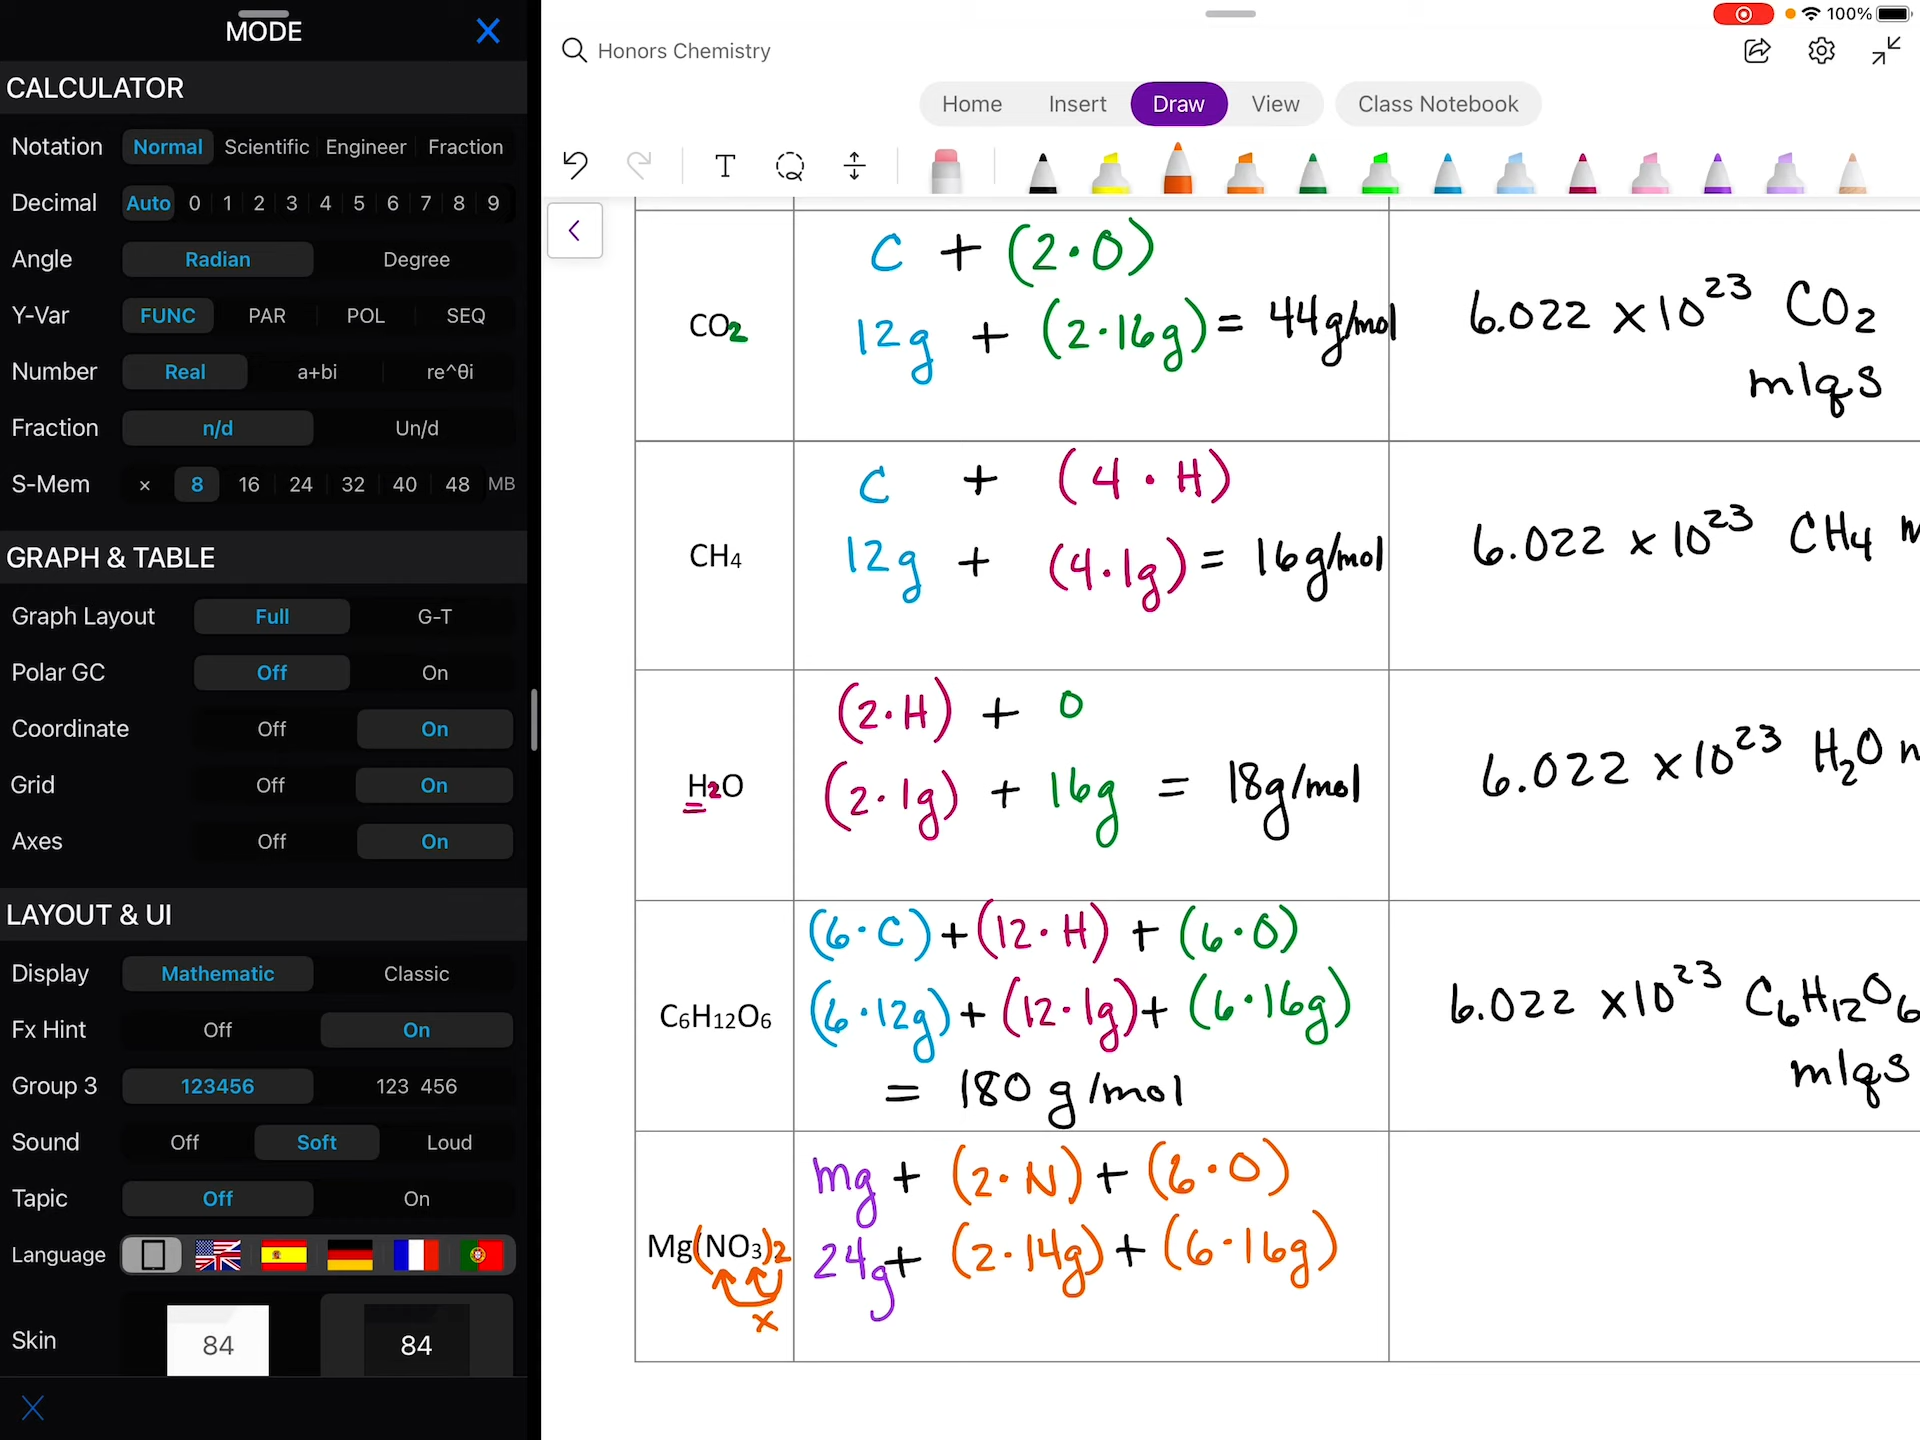 MODE
CALCULATOR
Notation Normal Scientific Engineer Fraction
Decimal Auto 0 1 2 3 4 5 6 7 8 9
Angle Radian Degree
Y-Var FUNC PAR POL SEQ
Number Real a+bi re^θi
Fraction n/d Un/d
S-Mem × 8 16 24 32 40 48 MB
GRAPH & TABLE
Graph Layout Full G-T
Polar GC Off On
Coordinate Off On
Grid Off On
Axes Off On
LAYOUT & UI
Display Mathematic Classic
Fx Hint Off On
Group 3 123456 123 456
Sound Off Soft Loud
Tapic Off On
Language
Skin 84 84
100%
Honors Chemistry
Home Insert Draw View Class Notebook
T
CO2
C + (2·O)
12g + (2·16g) = 44g/mol
6.022 x10^23 CO2
mlqs
CH4
C + (4·H)
12g + (4·1g) = 16g/mol
6.022 x10^23 CH4 m
H2O
(2·H) + O
(2·1g) + 16g = 18g/mol
6.022 x10^23 H2O m
C6H12O6
(6·C)+(12·H) + (6·O)
(6·12g)+(12·1g)+(6·16g)
= 180 g/mol
6.022 x10^23 C6H12O6
mlqs
Mg(NO3)2
x
mg + (2·N)+(6·O)
24g+ (2·14g)+(6·16g)